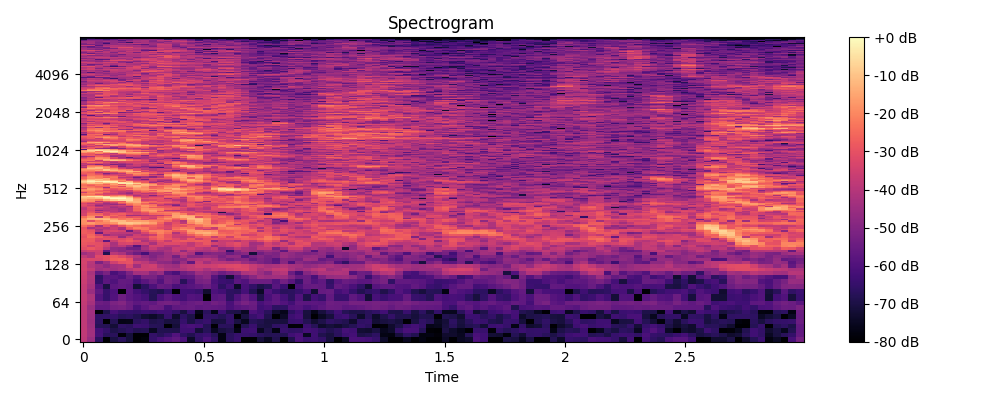 Spectrogram
Hz
4096
2048
1024
512
256
128
64
0
0
0.5
1
1.5
2
2.5
Time
+0 dB
-10 dB
-20 dB
-30 dB
-40 dB
-50 dB
-60 dB
-70 dB
-80 dB